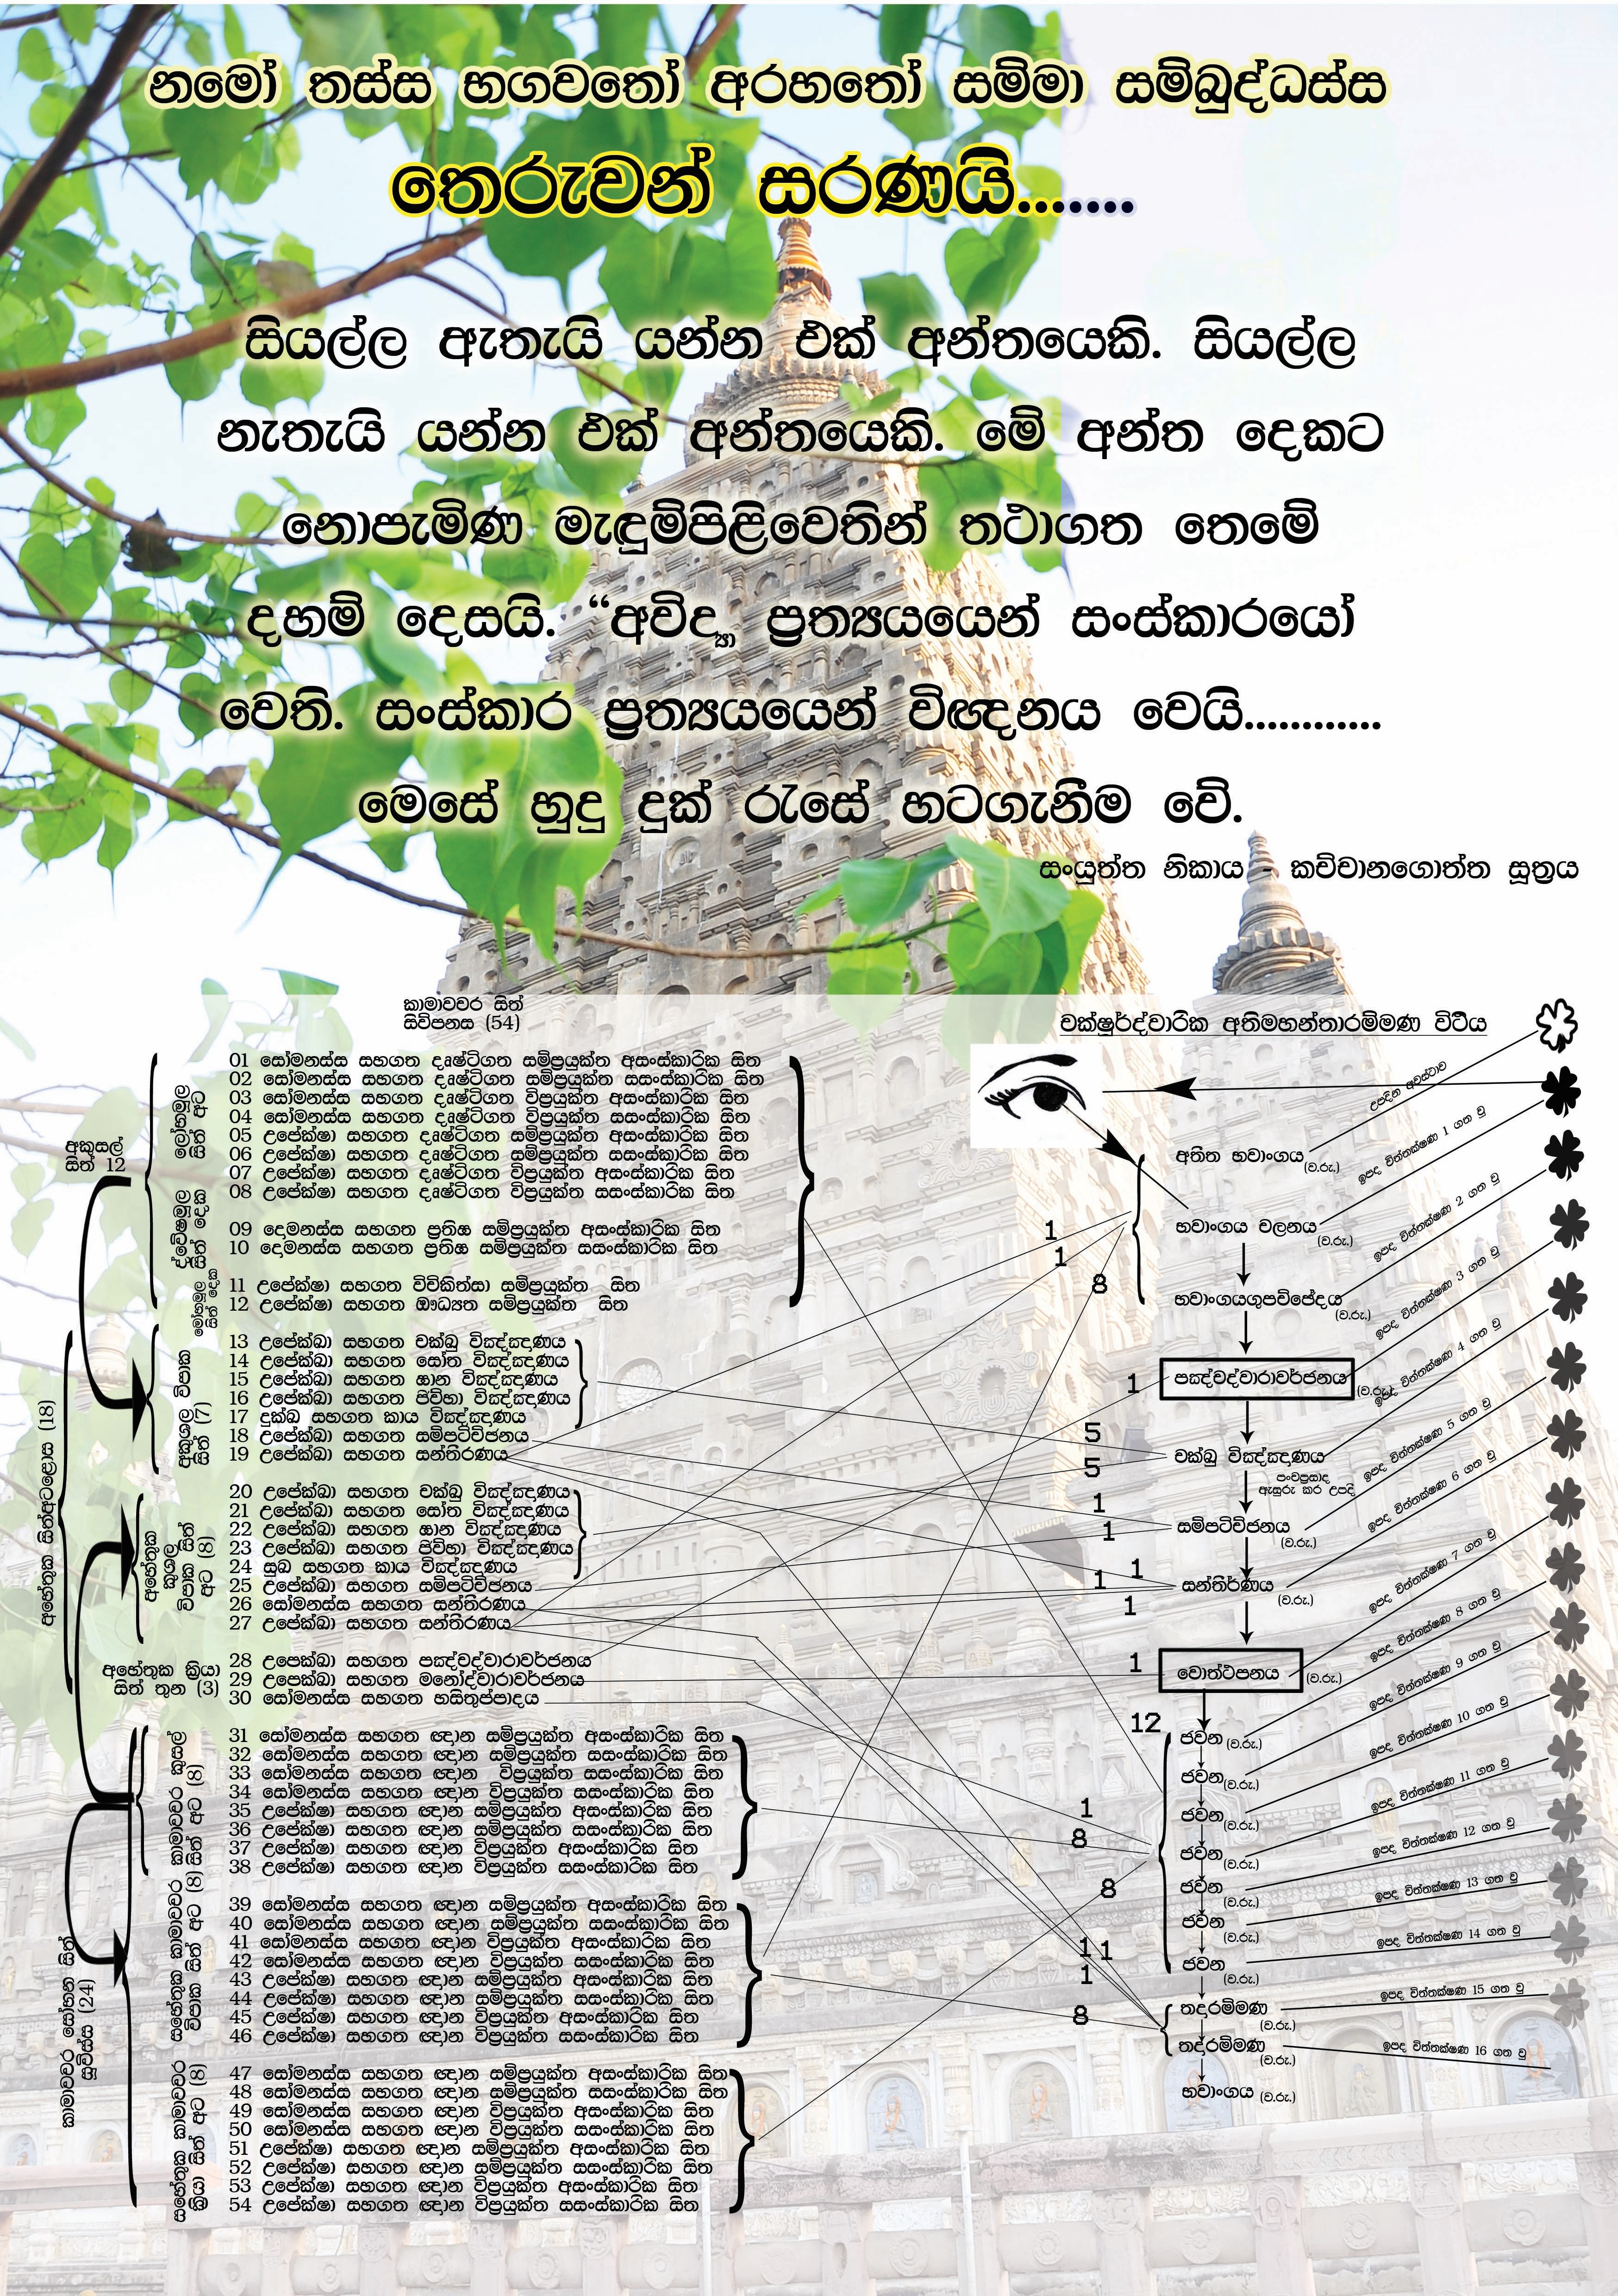 නමෝ තස්ස භගවතෝ අරහතෝ සම්මා සම්බුද්ධස්ස
තෙරුවන් සරණයි.......
සියල්ල ඇතැයි යන්න එක් අන්තයෙකි. සියල්ල
නැතැයි යන්න එක් අන්තයෙකි. මේ අන්ත දෙකට
නොපැමිණ මැඳුම්පිළිවෙතින් තථාගත තෙමේ
දහම් දෙසයි. “අවිද්‍යා ප්‍රත්‍යයයෙන් සංස්කාරයෝ
වෙති. සංස්කාර ප්‍රත්‍යයයෙන් විඥානය වෙයි............
මෙසේ හුදු දුක් රැසේ හටගැනීම වේ.
සංයුත්ත නිකාය - කච්චානගොත්ත සූත්‍රය
කාමාවචර සිත්
සිව්පනස (54)
අකුසල්
සිත් 12
ලෝභමූල
සිත් අට
01 සෝමනස්ස සහගත දෘෂ්ටිගත සම්ප්‍රයුක්ත අසංස්කාරික සිත
02 සෝමනස්ස සහගත දෘෂ්ටිගත සම්ප්‍රයුක්ත සසංස්කාරික සිත
03 සෝමනස්ස සහගත දෘෂ්ටිගත විප්‍රයුක්ත අසංස්කාරික සිත
04 සෝමනස්ස සහගත දෘෂ්ටිගත විප්‍රයුක්ත සසංස්කාරික සිත
05 උපේක්ෂා සහගත දෘෂ්ටිගත සම්ප්‍රයුක්ත අසංස්කාරික සිත
06 උපේක්ෂා සහගත දෘෂ්ටිගත සම්ප්‍රයුක්ත සසංස්කාරික සිත
07 උපේක්ෂා සහගත දෘෂ්ටිගත විප්‍රයුක්ත අසංස්කාරික සිත
08 උපේක්ෂා සහගත දෘෂ්ටිගත විප්‍රයුක්ත සසංස්කාරික සිත
ද්වේෂමූල
සිත් දෙක
09 දොමනස්ස සහගත ප්‍රතිඝ සම්ප්‍රයුක්ත අසංස්කාරික සිත
10 දොමනස්ස සහගත ප්‍රතිඝ සම්ප්‍රයුක්ත සසංස්කාරික සිත
මෝහමූල
සිත් දෙක
11 උපේක්ෂා සහගත විචිකිත්සා සම්ප්‍රයුක්ත සිත
12 උපේක්ෂා සහගත ඖධ්‍යත සම්ප්‍රයුක්ත සිත
අහේතුක සිත්අටළොස (18)
අකුශල විපාක
සිත් (7)
13 උපේක්ඛා සහගත චක්ඛු විඤ්ඤාණය
14 උපේක්ඛා සහගත සෝත විඤ්ඤාණය
15 උපේක්ඛා සහගත ඝාන විඤ්ඤාණය
16 උපේක්ඛා සහගත ජිව්හා විඤ්ඤාණය
17 දුක්ඛ සහගත කාය විඤ්ඤාණය
18 උපේක්ඛා සහගත සම්පටිච්ඡනය
19 උපේක්ඛා සහගත සන්තීරණය
අහේතුක
කුශල
විපාක සිත්
අට (8)
20 උපේක්ඛා සහගත චක්ඛු විඤ්ඤාණය
21 උපේක්ඛා සහගත සෝත විඤ්ඤාණය
22 උපේක්ඛා සහගත ඝාන විඤ්ඤාණය
23 උපේක්ඛා සහගත ජිව්හා විඤ්ඤාණය
24 සුඛ සහගත කාය විඤ්ඤාණය
25 උපේක්ඛා සහගත සම්පටිච්ඡනය
26 සෝමනස්ස සහගත සන්තීරණය
27 උපේක්ඛා සහගත සන්තීරණය
අහේතුක ක්‍රියා
සිත් තුන (3)
28 උපෙක්ඛා සහගත පඤ්චද්වාරාවර්ජනය
29 උපෙක්ඛා සහගත මනෝද්වාරාවර්ජනය
30 සෝමනස්ස සහගත හසිතුප්පාදය
කාමාවචර සෝභන සිත්
සූවිස්ස (24)
කාමාවචර කුසල්
සිත් අට (8)
31 සෝමනස්ස සහගත ඥාන සම්ප්‍රයුක්ත අසංස්කාරික සිත
32 සෝමනස්ස සහගත ඥාන සම්ප්‍රයුක්ත සසංස්කාරික සිත
33 සෝමනස්ස සහගත ඥාන විප්‍රයුක්ත අසංස්කාරික සිත
34 සෝමනස්ස සහගත ඥාන විප්‍රයුක්ත සසංස්කාරික සිත
35 උපේක්ෂා සහගත ඥාන සම්ප්‍රයුක්ත අසංස්කාරික සිත
36 උපේක්ෂා සහගත ඥාන සම්ප්‍රයුක්ත සසංස්කාරික සිත
37 උපේක්ෂා සහගත ඥාන විප්‍රයුක්ත අසංස්කාරික සිත
38 උපේක්ෂා සහගත ඥාන විප්‍රයුක්ත සසංස්කාරික සිත
සහේතුක කාමාවචර
විපාක සිත් අට (8)
39 සෝමනස්ස සහගත ඥාන සම්ප්‍රයුක්ත අසංස්කාරික සිත
40 සෝමනස්ස සහගත ඥාන සම්ප්‍රයුක්ත සසංස්කාරික සිත
41 සෝමනස්ස සහගත ඥාන විප්‍රයුක්ත අසංස්කාරික සිත
42 සෝමනස්ස සහගත ඥාන විප්‍රයුක්ත සසංස්කාරික සිත
43 උපේක්ෂා සහගත ඥාන සම්ප්‍රයුක්ත අසංස්කාරික සිත
44 උපේක්ෂා සහගත ඥාන සම්ප්‍රයුක්ත සසංස්කාරික සිත
45 උපේක්ෂා සහගත ඥාන විප්‍රයුක්ත අසංස්කාරික සිත
46 උපේක්ෂා සහගත ඥාන විප්‍රයුක්ත සසංස්කාරික සිත
සහේතුක කාමාවචර
ක්‍රියා සිත් අට (8)
47 සෝමනස්ස සහගත ඥාන සම්ප්‍රයුක්ත අසංස්කාරික සිත
48 සෝමනස්ස සහගත ඥාන සම්ප්‍රයුක්ත සසංස්කාරික සිත
49 සෝමනස්ස සහගත ඥාන විප්‍රයුක්ත අසංස්කාරික සිත
50 සෝමනස්ස සහගත ඥාන විප්‍රයුක්ත සසංස්කාරික සිත
51 උපේක්ෂා සහගත ඥාන සම්ප්‍රයුක්ත අසංස්කාරික සිත
52 උපේක්ෂා සහගත ඥාන සම්ප්‍රයුක්ත සසංස්කාරික සිත
53 උපේක්ෂා සහගත ඥාන විප්‍රයුක්ත අසංස්කාරික සිත
54 උපේක්ෂා සහගත ඥාන විප්‍රයුක්ත සසංස්කාරික සිත
චක්ෂුර්ද්වාරික අතිමහන්තාරම්මණ විථිය
උපදින අවස්ථාව
අතීත භවාංගය (ව.රූ.)
ඉපද චිත්තක්ෂණ 1 ගත වූ
භවාංගය චලනය (ව.රූ.)
ඉපද චිත්තක්ෂණ 2 ගත වූ
භවාංගයගුපච්ඡේදය (ව.රූ.)
ඉපද චිත්තක්ෂණ 3 ගත වූ
පඤ්චද්වාරාවර්ජනය (ව.රූ.)
ඉපද චිත්තක්ෂණ 4 ගත වූ
චක්ඛු විඤ්ඤාණය
පංචප්‍රසාද
ඇසුරු කර උපදී
ඉපද චිත්තක්ෂණ 5 ගත වූ
සම්පටිච්ඡනය (ව.රූ.)
ඉපද චිත්තක්ෂණ 6 ගත වූ
සන්තිර්ණය (ව.රූ.)
ඉපද චිත්තක්ෂණ 7 ගත වූ
වොත්ථපනය (ව.රූ.)
ඉපද චිත්තක්ෂණ 8 ගත වූ
ජවන (ව.රූ.)
ඉපද චිත්තක්ෂණ 9 ගත වූ
ජවන (ව.රූ.)
ඉපද චිත්තක්ෂණ 10 ගත වූ
ජවන (ව.රූ.)
ඉපද චිත්තක්ෂණ 11 ගත වූ
ජවන (ව.රූ.)
ඉපද චිත්තක්ෂණ 12 ගත වූ
ජවන (ව.රූ.)
ඉපද චිත්තක්ෂණ 13 ගත වූ
ජවන (ව.රූ.)
ඉපද චිත්තක්ෂණ 14 ගත වූ
ජවන (ව.රූ.)
ඉපද චිත්තක්ෂණ 15 ගත වූ
තදාරම්මණ (ව.රූ.)
ඉපද චිත්තක්ෂණ 16 ගත වූ
තදාරම්මණ (ව.රූ.)
භවාංගය (ව.රූ.)
1
1
8
1
5
5
1
1
1
1
1
1
12
1
8
8
1
1
1
8